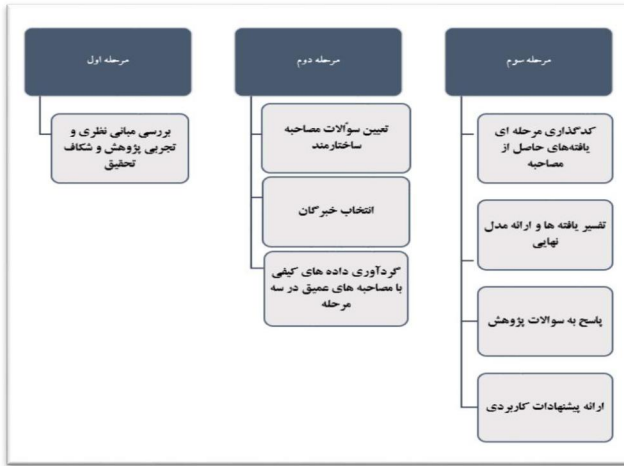 مرحله اول
بررسی مبانی نظری و
تجربی پژوهش و شکاف
تحقیق
مرحله دوم
تعیین سوًالات مصاحبه
ساختارمند
انتخاب خبرگان
گردآوری داده های کیفی
با مصاحبه های عمیق در سه
مرحله
مرحله سوم
کدگذاری مرحله ای
یافته‌های حاصل از
مصاحبه
تفسیر یافته ها و ارائه مدل
نهایی
پاسخ به سوالات پژوهش
ارائه پیشنهادات کاربردی